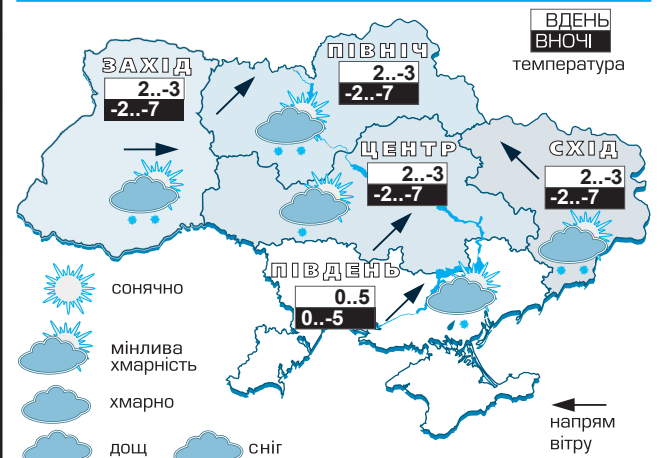 ВДЕНЬ
ВНОЧІ
температура
ПІВНІЧ
2..-3
-2..-7
ЗАХІД
2..-3
-2..-7
ЦЕНТР
2..-3
-2..-7
СХІД
2..-3
-2..-7
ПІВДЕНЬ
0..5
0..-5
сонячно
мінлива
хмарність
хмарно
дощ
сніг
напрям
вітру